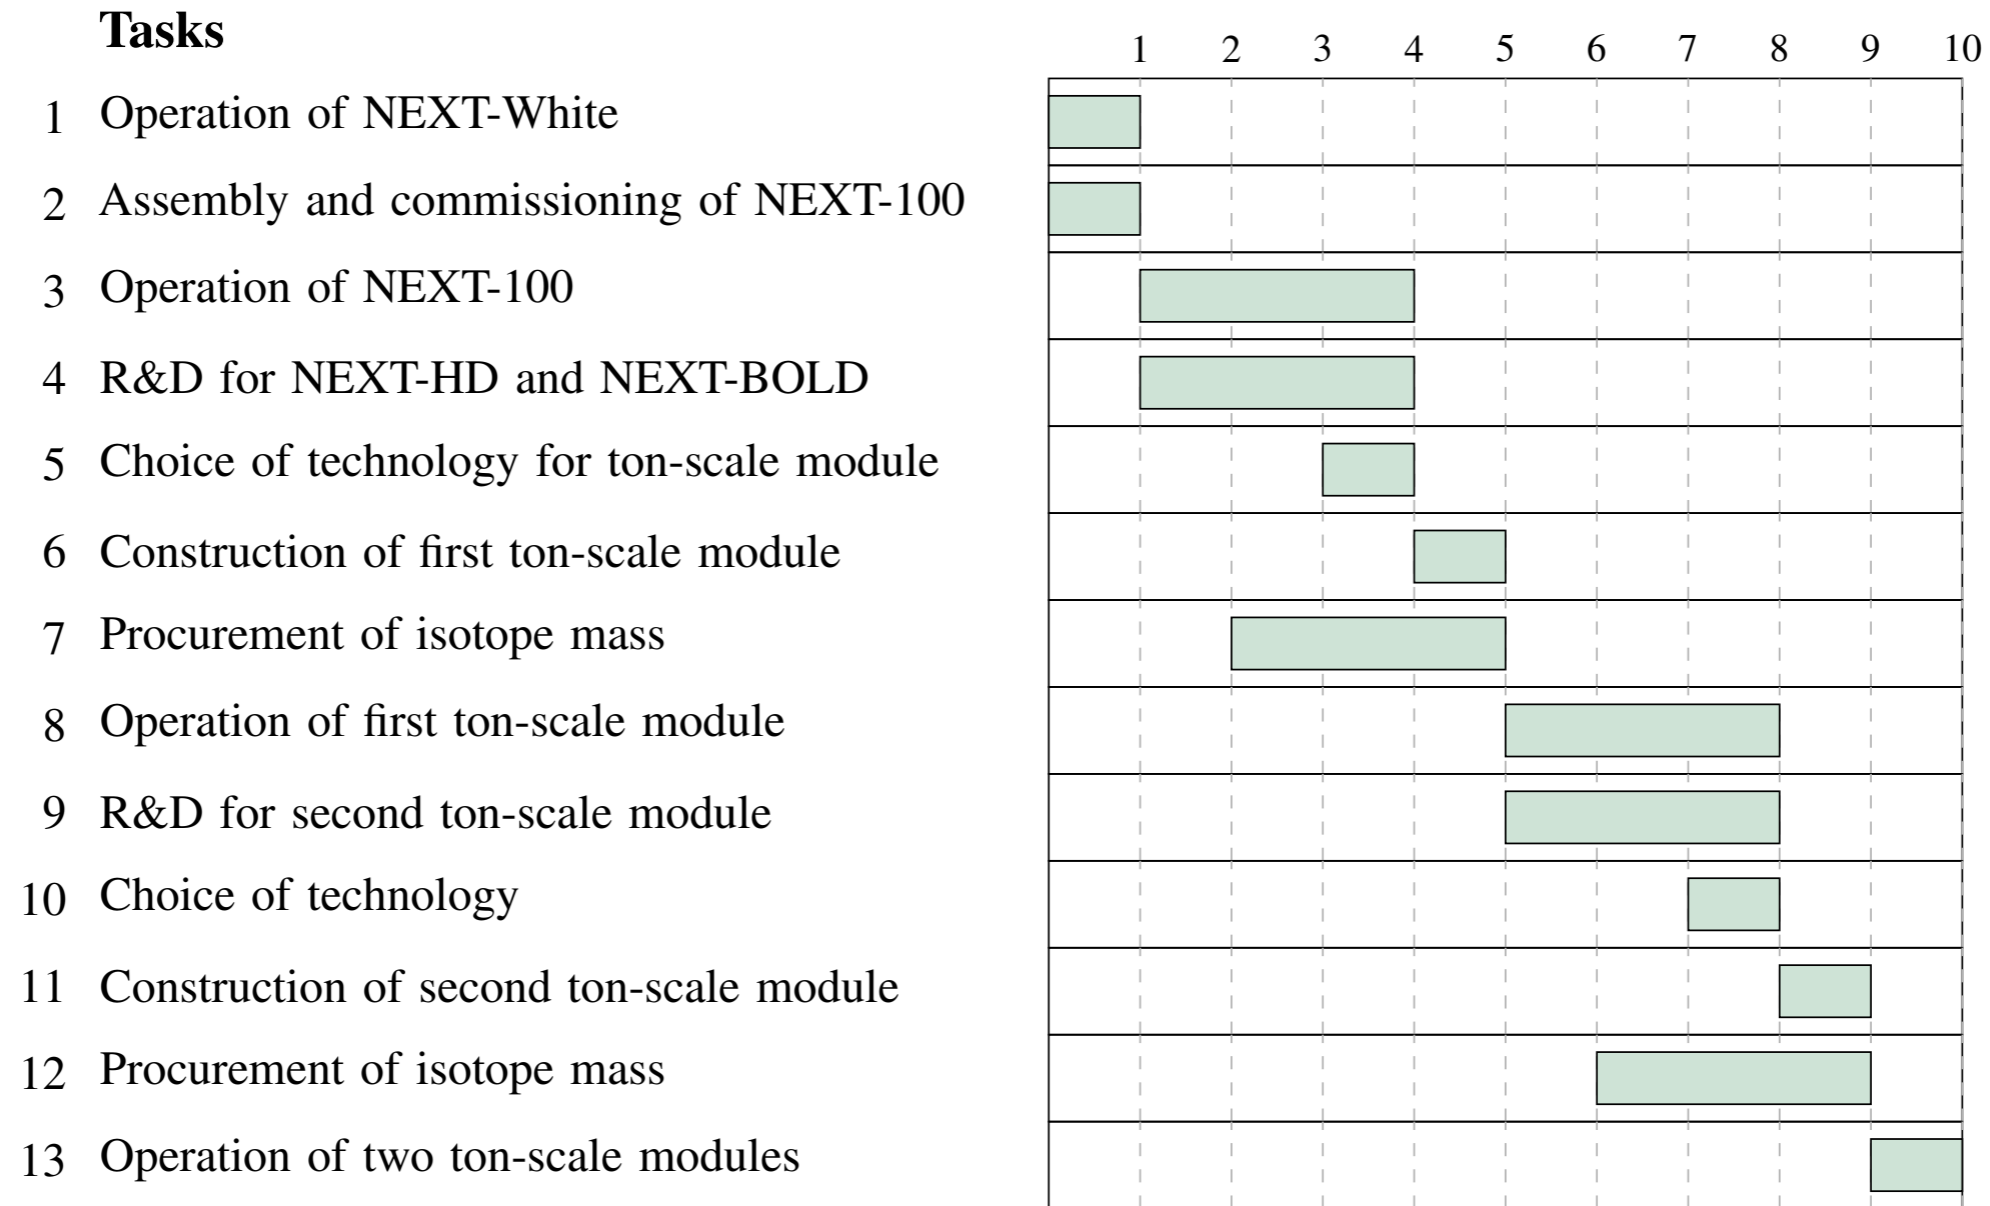 Tasks
1 2 3 4 5 6 7 8 9 10
1 Operation of NEXT-White
2 Assembly and commissioning of NEXT-100
3 Operation of NEXT-100
4 R&D for NEXT-HD and NEXT-BOLD
5 Choice of technology for ton-scale module
6 Construction of first ton-scale module
7 Procurement of isotope mass
8 Operation of first ton-scale module
9 R&D for second ton-scale module
10 Choice of technology
11 Construction of second ton-scale module
12 Procurement of isotope mass
13 Operation of two ton-scale modules